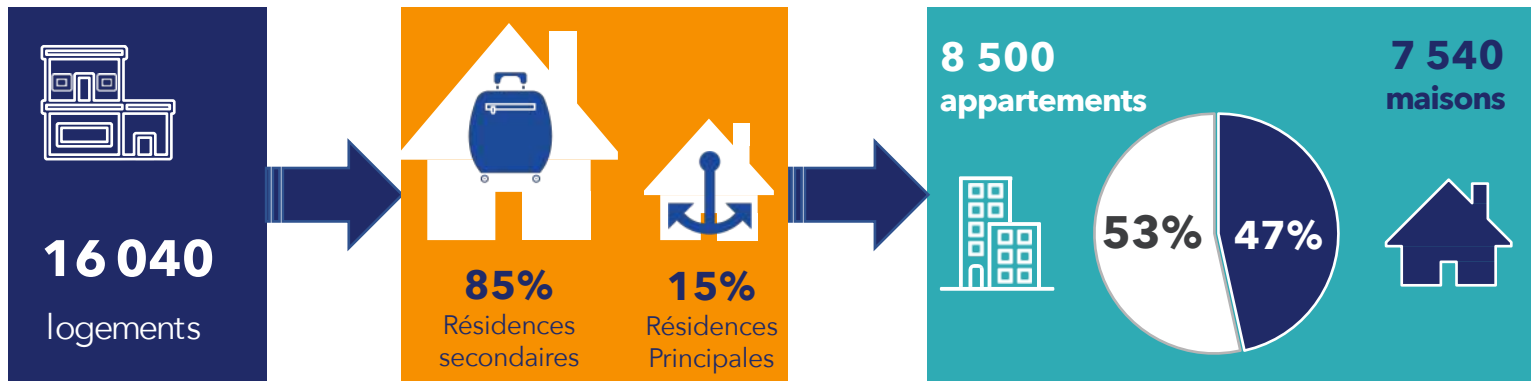 16 040
logements
85%
Résidences
secondaires
15%
Résidences
Principales
8 500
appartements
7 540
maisons
53%
47%